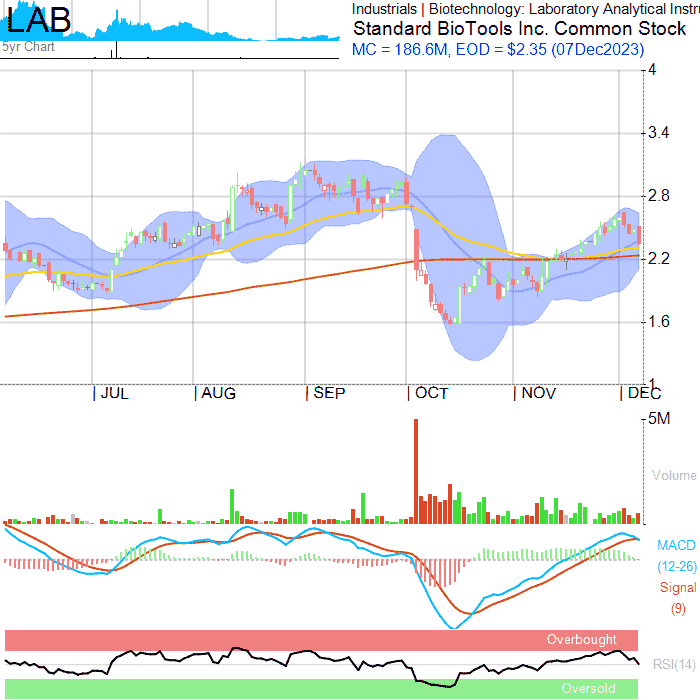 LAB
5yr Chart
Industrials | Biotechnology: Laboratory Analytical Instru
Standard BioTools Inc. Common Stock
MC = 186.6M, EOD = $2.35 (07Dec2023)
4
3.4
2.8
2.2
1.6
1
JUL
AUG
SEP
OCT
NOV
DEC
5M
Volume
MACD
(12-26)
Signal
(9)
Overbought
RSI(14)
Oversold